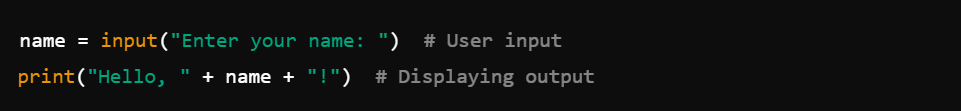 name = input("Enter your name: ")  # User input
print("Hello, " + name + "!")  # Displaying output